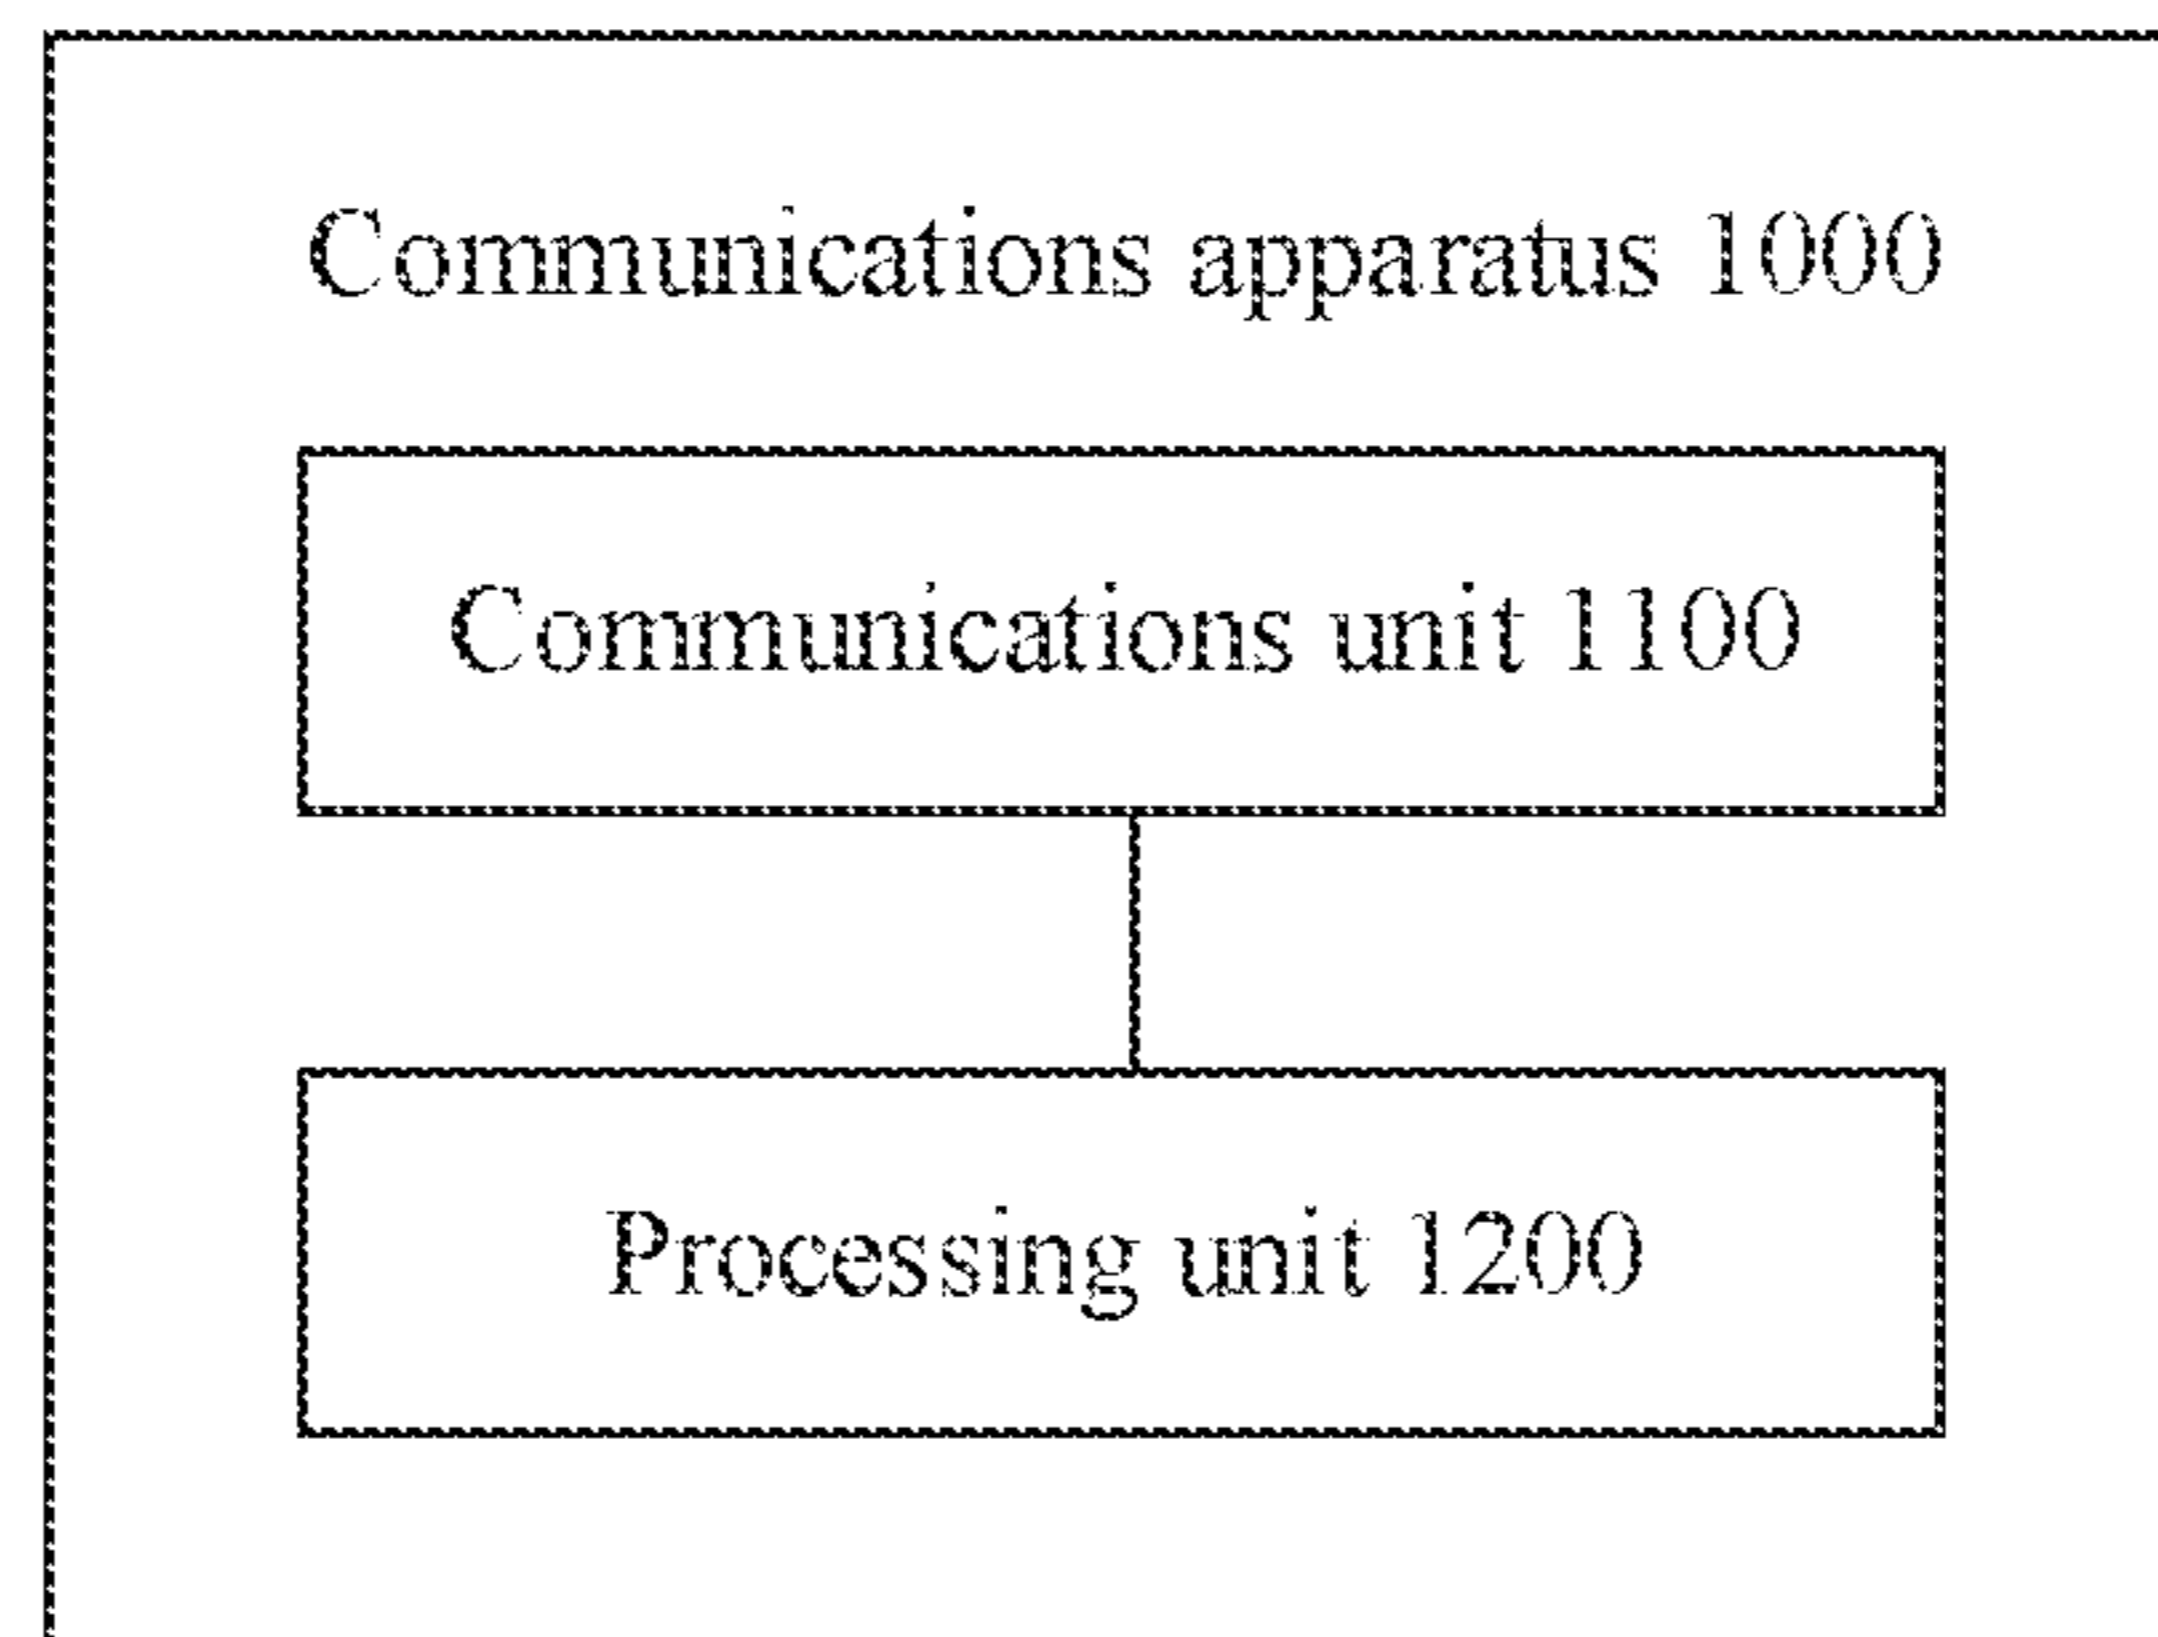 Communications apparatus 1000
Communications unit 1100
Processing unit 1200